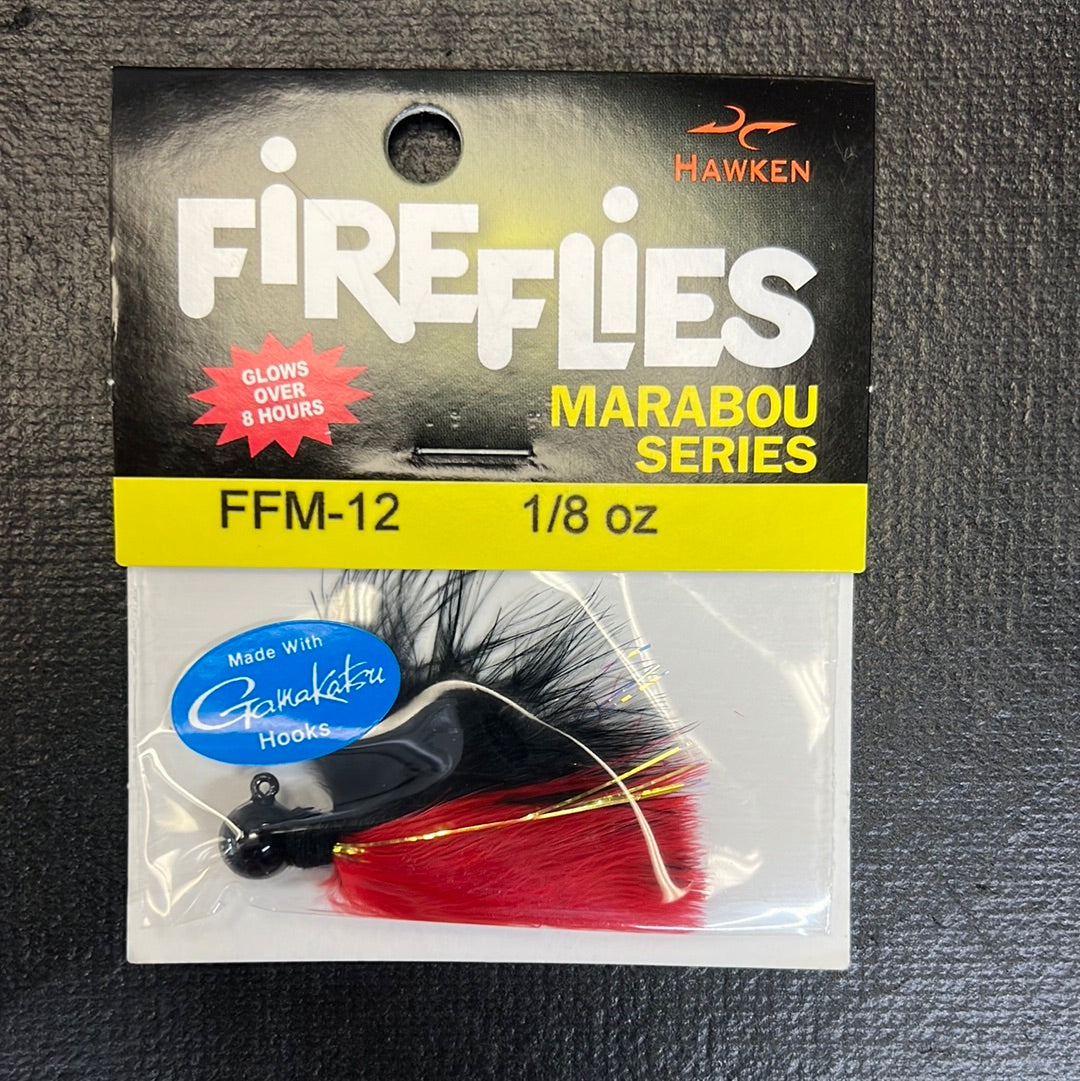 HAWKEN
FiREFLiES
GLOWS
OVER
8 HOURS
MARABOU
SERIES
FFM-12 1/8 oz
Made With
Gamakatsu
Hooks